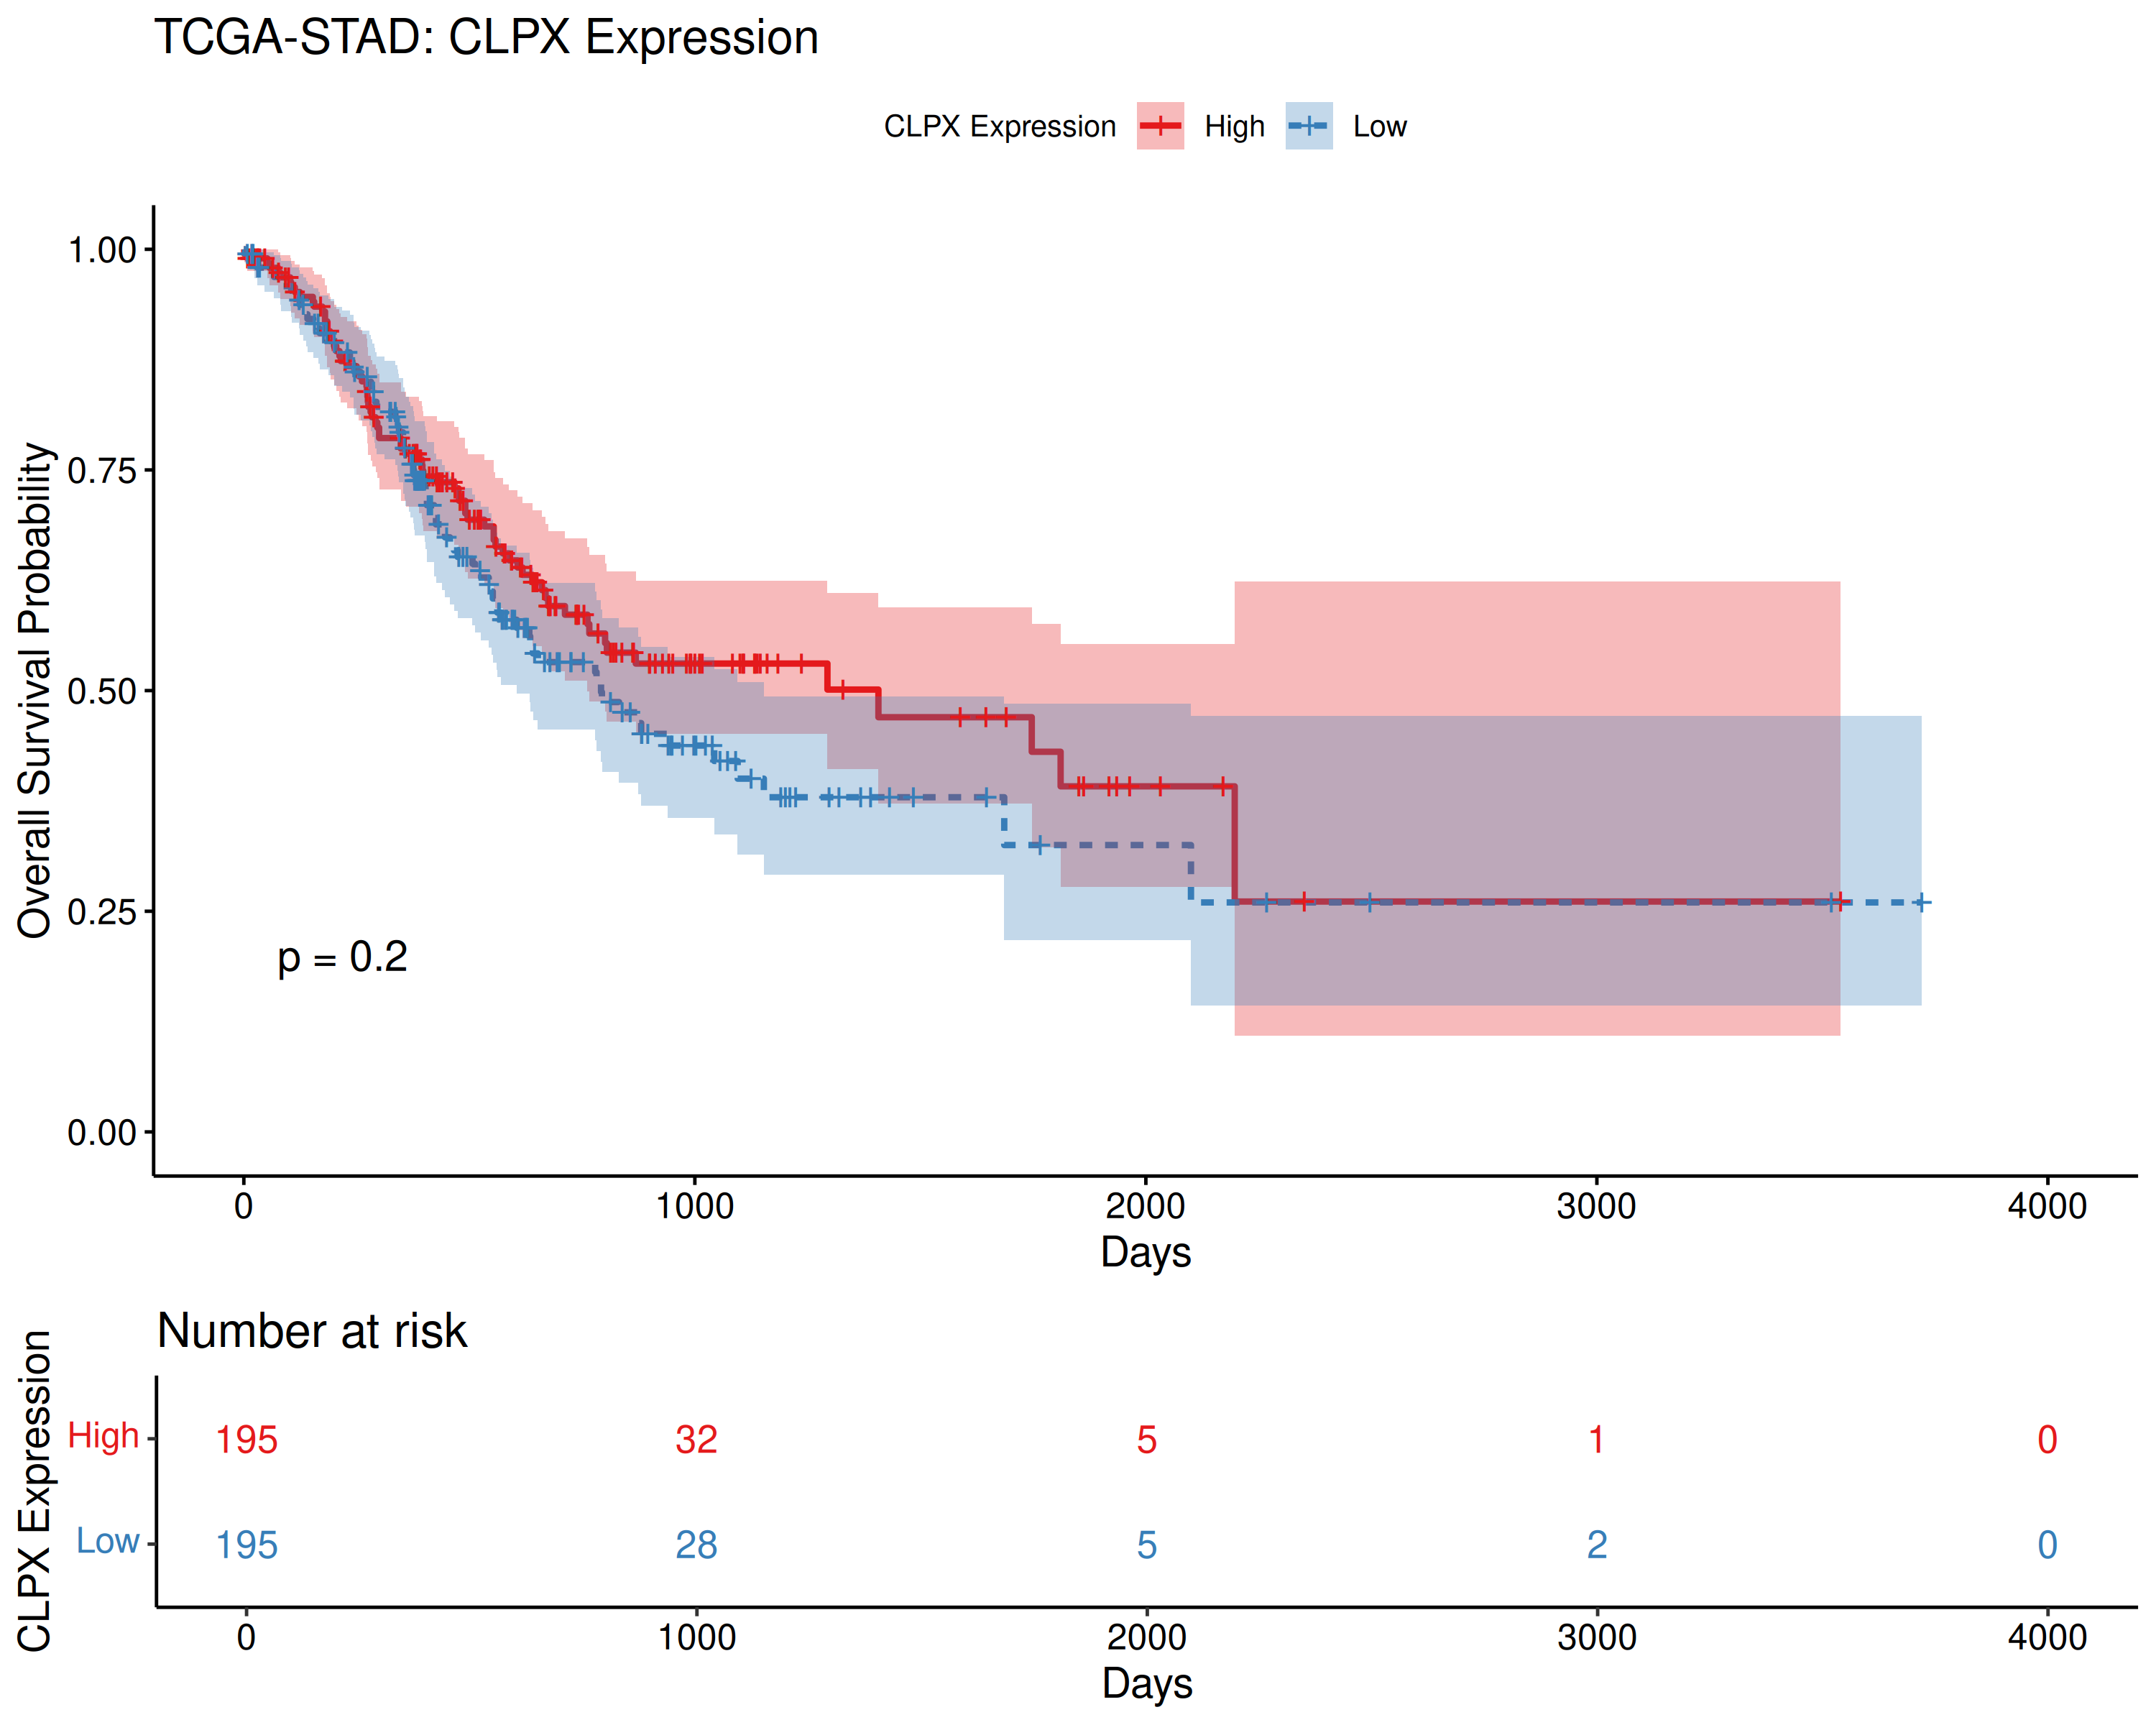 TCGA-STAD: CLPX Expression
CLPX Expression High Low
Overall Survival Probability
1.00
0.75
0.50
0.25
0.00
p = 0.2
0 1000 2000 3000 4000
Days
Number at risk
CLPX Expression
High 195 32 5 1 0
Low 195 28 5 2 0
0 1000 2000 3000 4000
Days